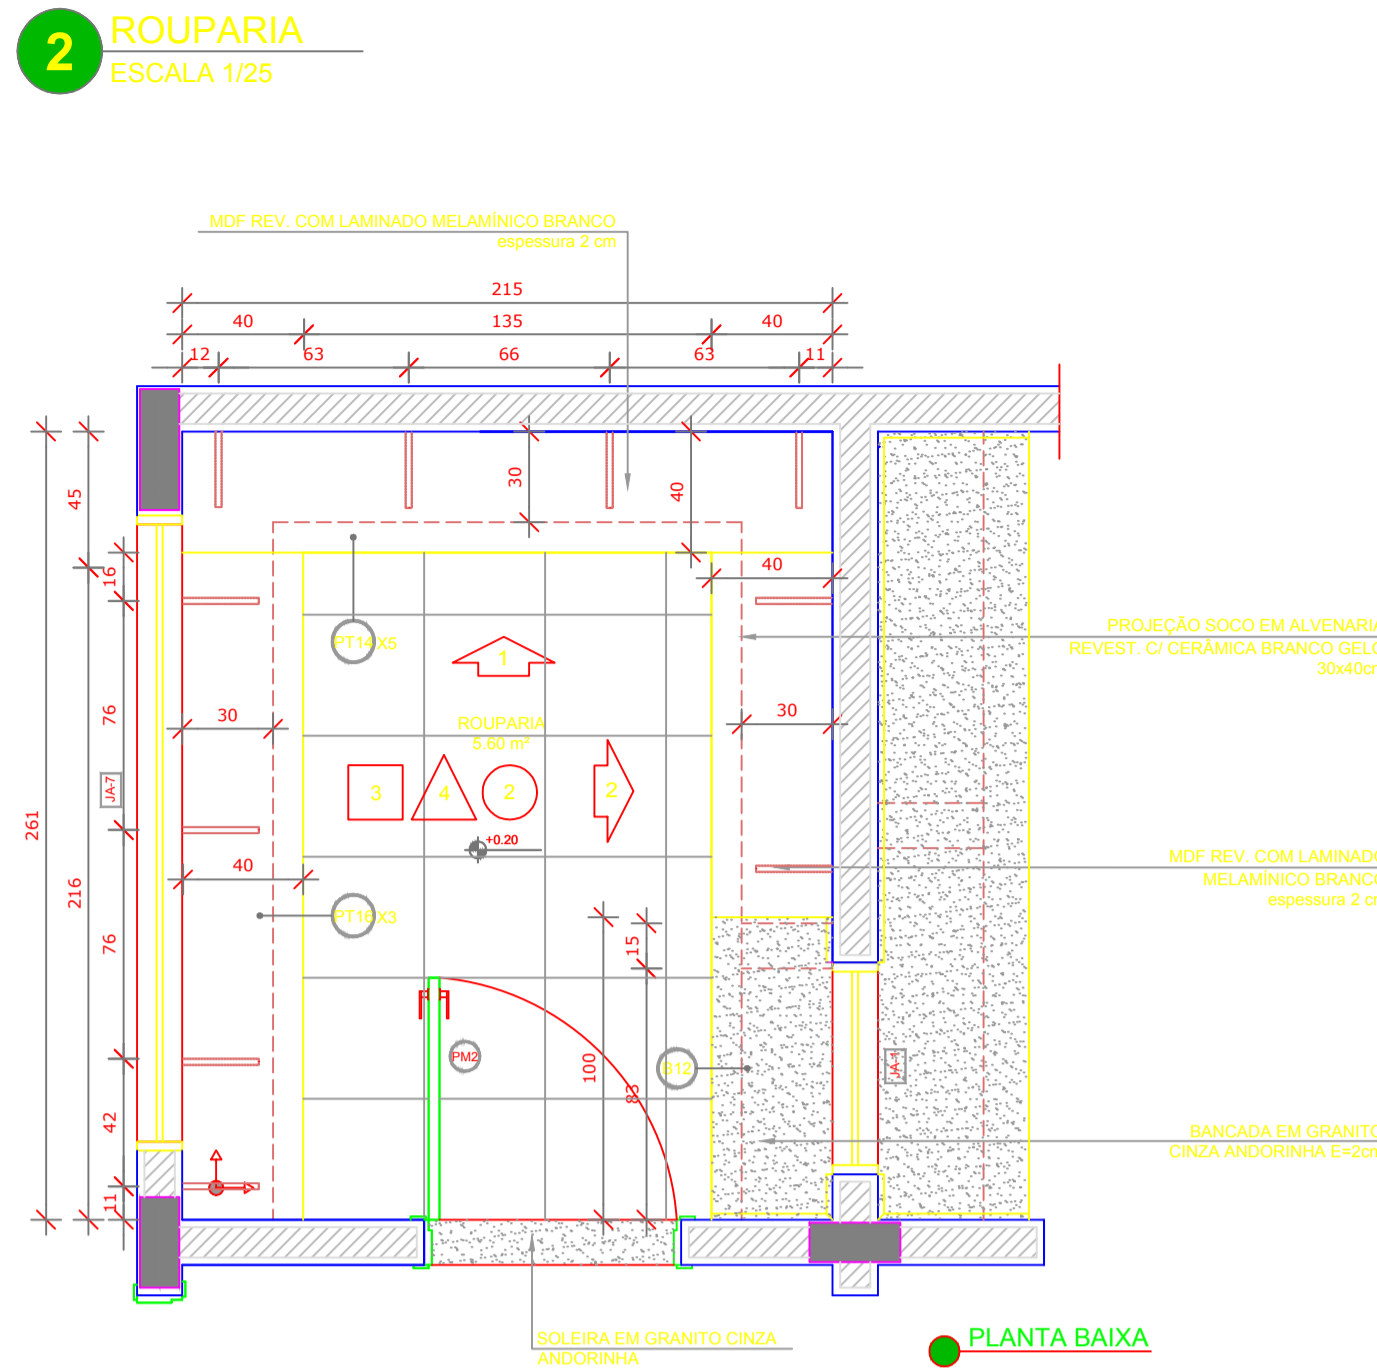 2
ROUPARIA
ESCALA 1/25
MDF REV. COM LAMINADO MELAMÍNICO BRANCO
espessura 2 cm
215
40 135 40
12 63 66 63 11
45
30
40
16
40
PT14 X5
1
PROJEÇÃO SOCO EM ALVENARIA
REVEST. C/ CERÂMICA BRANCO GELO
30x40cm
76
30
30
ROUPARIA
5.60 m²
JA-7
3 4 2 2
261
+0.20
216
40
MDF REV. COM LAMINADO
MELAMÍNICO BRANCO
espessura 2 cm
PT16 X3
76
15
PM2
100
B12
JA-1
83
42
BANCADA EM GRANITO
CINZA ANDORINHA E=2cm
11
SOLEIRA EM GRANITO CINZA
ANDORINHA
PLANTA BAIXA